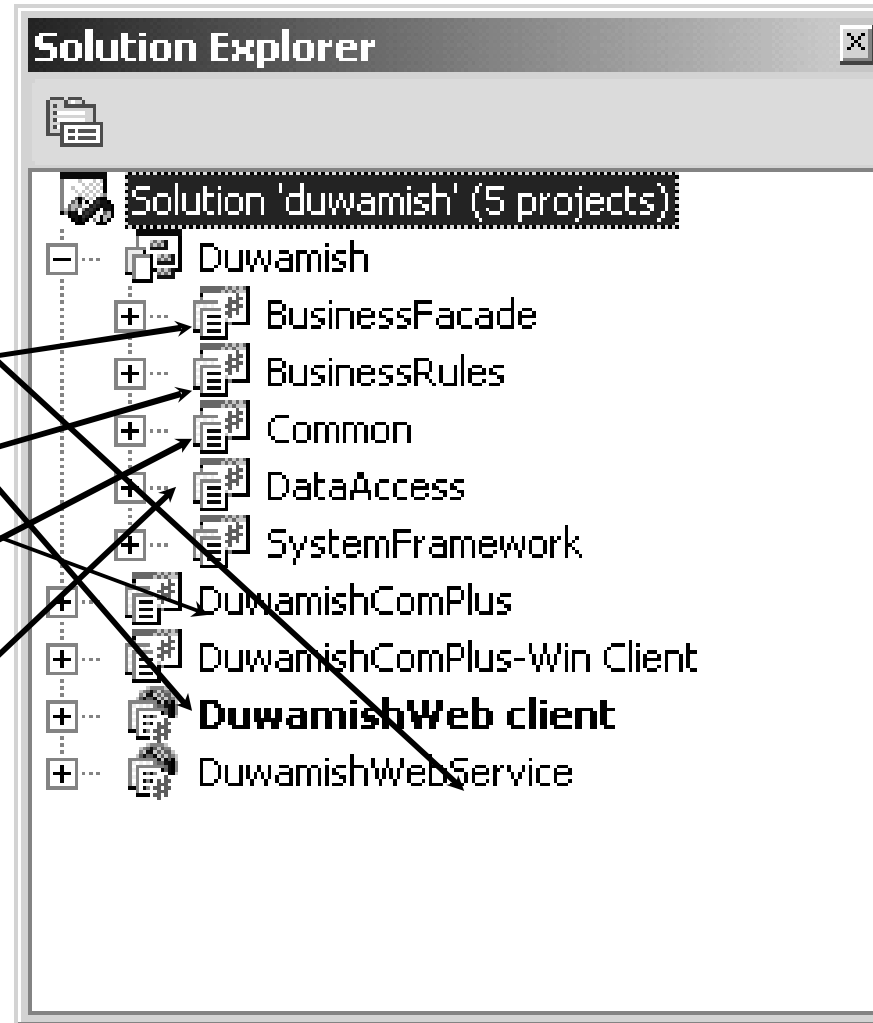 Solution Explorer
Solution 'duwamish' (5 projects)
Duwamish
BusinessFacade
BusinessRules
Common
DataAccess
SystemFramework
DuwamishComPlus
DuwamishComPlus-Win Client
DuwamishWeb client
DuwamishWebService